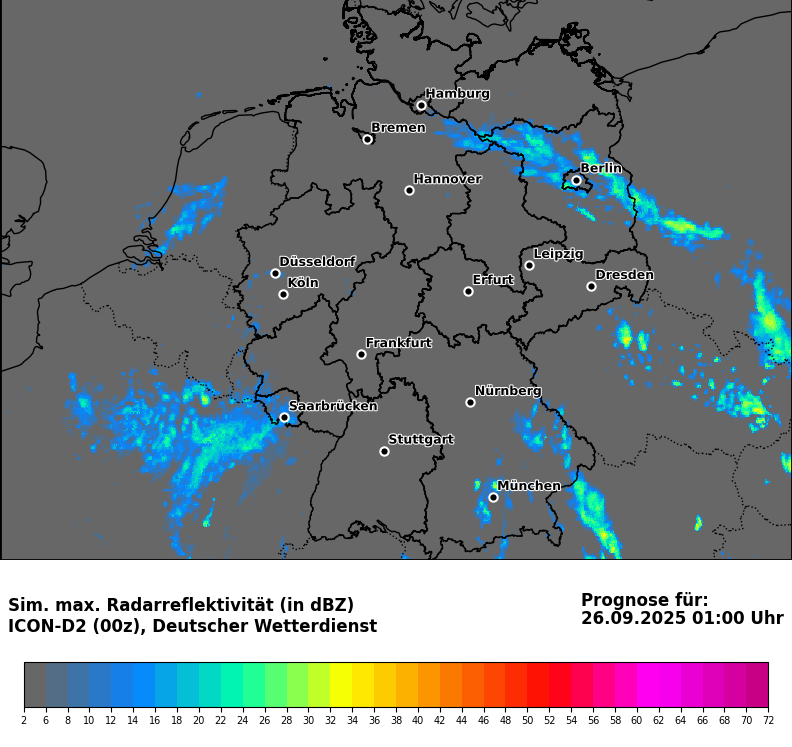 Hamburg
Bremen
Berlin
Hannover
Leipzig
Düsseldorf
Dresden
Köln
Erfurt
Frankfurt
Nürnberg
Saarbrücken
Stuttgart
München
Sim. max. Radarreflektivität (in dBZ)
ICON-D2 (00z), Deutscher Wetterdienst
Prognose für:
26.09.2025 01:00 Uhr
2 6 8 10 12 14 16 18 20 22 24 26 28 30 32 34 36 38 40 42 44 46 48 50 52 54 56 58 60 62 64 66 68 70 72